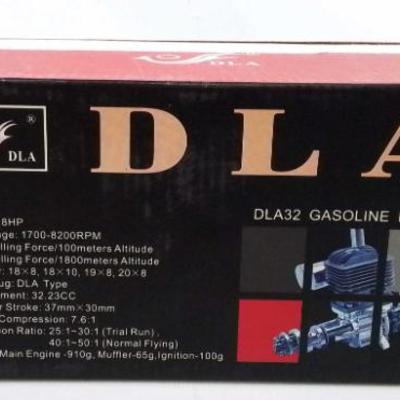 DLA
DLA
®
DLA
8HP
ge: 1700-8200RPM
lling Force/100meters Altitude
lling Force/1800meters Altitude
: 18×8, 18×10, 19×8, 20×8
ug: DLA Type
ement: 32.23CC
r Stroke: 37mm×30mm
Compression: 7.6:1
ion Ratio: 25:1~30:1 (Trial Run),
40:1~50:1 (Normal Flying)
Main Engine -910g, Muffler-65g,Ignition-100g
DLA32 GASOLINE